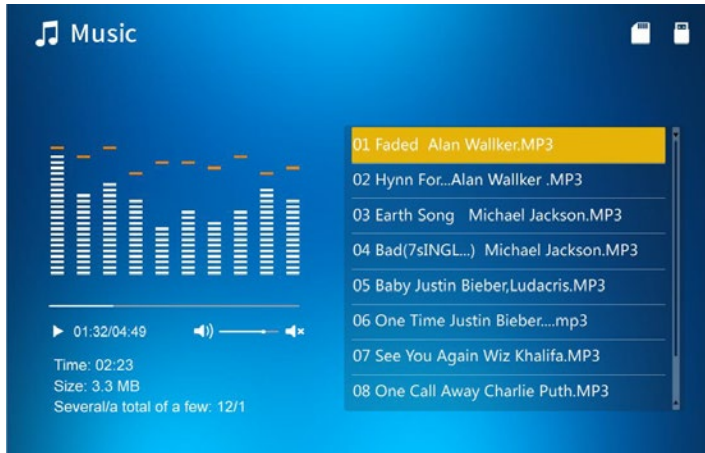 Music
01 Faded Alan Wallker.MP3
02 Hynn For...Alan Wallker .MP3
03 Earth Song Michael Jackson.MP3
04 Bad(7sINGL...) Michael Jackson.MP3
05 Baby Justin Bieber,Ludacris.MP3
06 One Time Justin Bieber....mp3
07 See You Again Wiz Khalifa.MP3
08 One Call Away Charlie Puth.MP3
01:32/04:49
Time: 02:23
Size: 3.3 MB
Several/a total of a few: 12/1